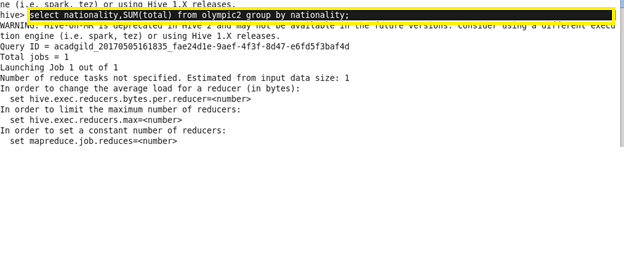 ne (i.e. spark, tez) or using Hive 1.X releases.
hive> select nationality,SUM(total) from olympic2 group by nationality;
WARNING: Hive-on-MR is deprecated in Hive 2 and may not be available in the future versions. Consider using a different execu
tion engine (i.e. spark, tez) or using Hive 1.X releases.
Query ID = acadgild_20170505161835_fae24d1e-9aef-4f3f-8d47-e6fd5f3baf4d
Total jobs = 1
Launching Job 1 out of 1
Number of reduce tasks not specified. Estimated from input data size: 1
In order to change the average load for a reducer (in bytes):
  set hive.exec.reducers.bytes.per.reducer=<number>
In order to limit the maximum number of reducers:
  set hive.exec.reducers.max=<number>
In order to set a constant number of reducers:
  set mapreduce.job.reduces=<number>